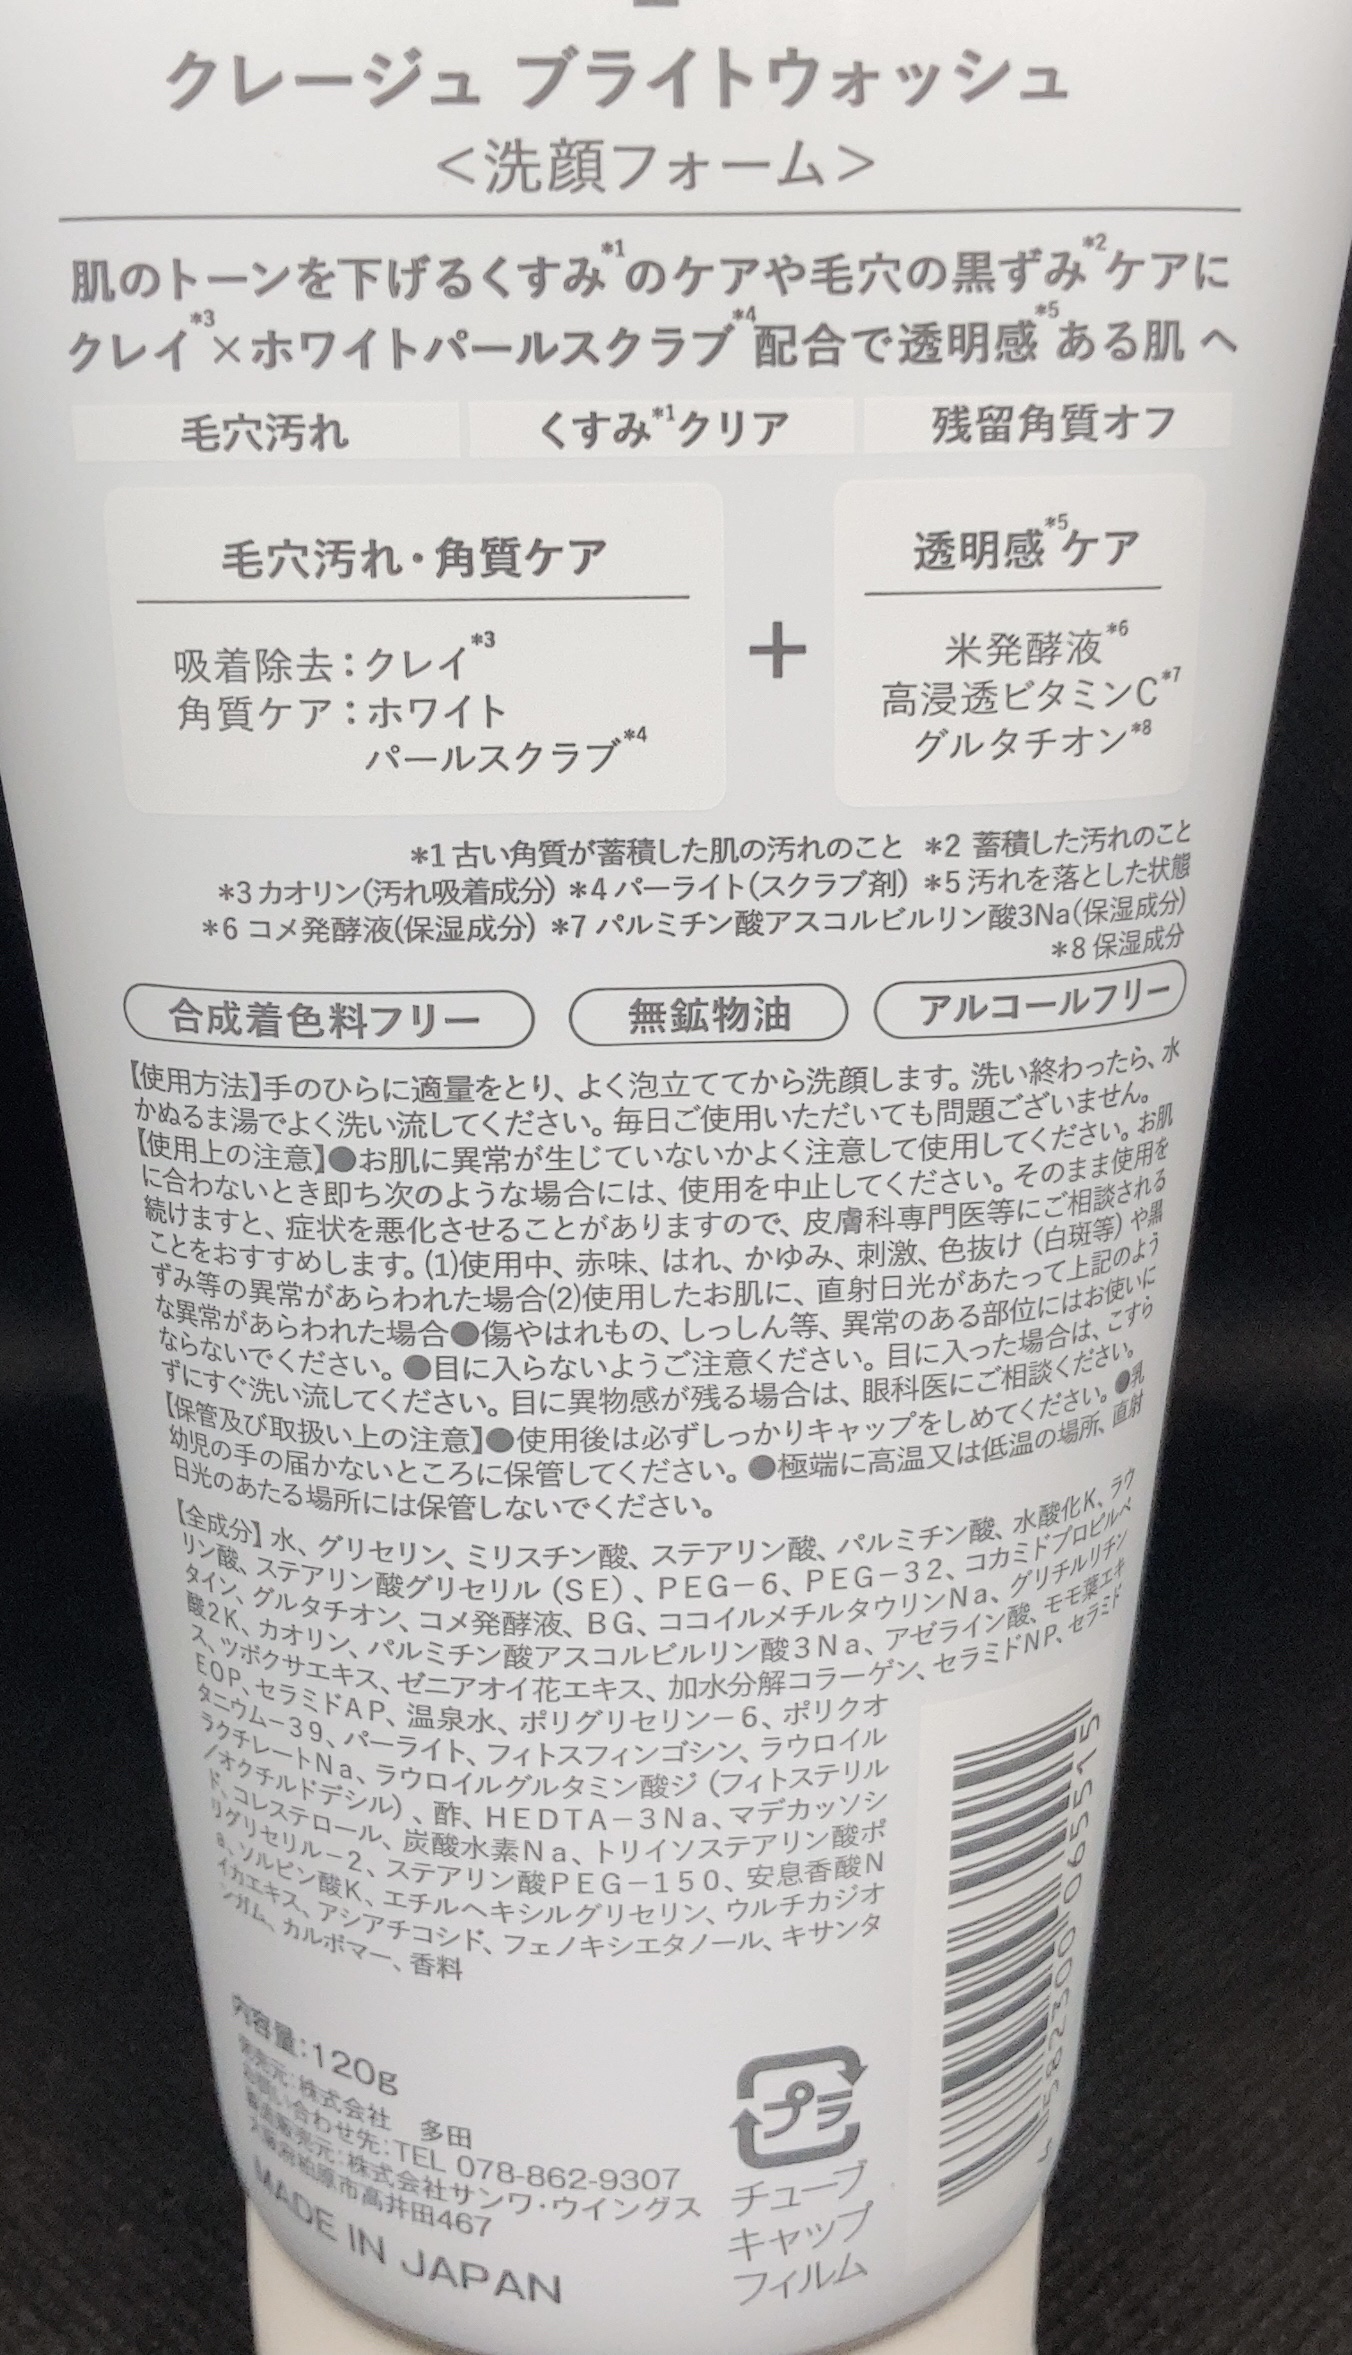 クレージュ ブライトウォッシュ
＜洗顔フォーム＞
肌のトーンを下げるくすみ*1のケアや毛穴の黒ずみ*2ケアに
クレイ*3×ホワイトパールスクラブ*4配合で透明感*5ある肌へ
毛穴汚れ くすみ*1クリア 残留角質オフ
毛穴汚れ・角質ケア
吸着除去：クレイ*3
角質ケア：ホワイト
パールスクラブ*4
＋
透明感*5ケア
米発酵液*6
高浸透ビタミンC*7
グルタチオン*8
*1 古い角質が蓄積した肌の汚れのこと *2 蓄積した汚れのこと
*3 カオリン(汚れ吸着成分) *4 パーライト(スクラブ剤) *5 汚れを落とした状態
*6 コメ発酵液(保湿成分) *7 パルミチン酸アスコルビルリン酸3Na(保湿成分)
*8 保湿成分
合成着色料フリー 無鉱物油 アルコールフリー
【使用方法】手のひらに適量をとり、よく泡立ててから洗顔します。洗い終わったら、水
かぬるま湯でよく洗い流してください。毎日ご使用いただいても問題ございません。
【使用上の注意】●お肌に異常が生じていないかよく注意して使用してください。お肌
に合わないとき即ち次のような場合には、使用を中止してください。そのまま使用を
続けますと、症状を悪化させることがありますので、皮膚科専門医等にご相談される
ことをおすすめします。(1)使用中、赤味、はれ、かゆみ、刺激、色抜け（白斑等）や黒
ずみ等の異常があらわれた場合(2)使用したお肌に、直射日光があたって上記のよう
な異常があらわれた場合●傷やはれもの、しっしん等、異常のある部位にはお使いに
ならないでください。●目に入らないようご注意ください。目に入った場合は、こすら
ずにすぐ洗い流してください。目に異物感が残る場合は、眼科医にご相談ください。
【保管及び取扱い上の注意】●使用後は必ずしっかりキャップをしめてください。●乳
幼児の手の届かないところに保管してください。●極端に高温又は低温の場所、直射
日光のあたる場所には保管しないでください。
【全成分】水、グリセリン、ミリスチン酸、ステアリン酸、パルミチン酸、水酸化K、ラウ
リン酸、ステアリン酸グリセリル（SE）、PEG－6、PEG－32、コカミドプロピルベ
タイン、グルタチオン、コメ発酵液、BG、ココイルメチルタウリンNa、グリチルリチン
酸2K、カオリン、パルミチン酸アスコルビルリン酸3Na、アゼライン酸、モモ葉エキ
ス、ツボクサエキス、ゼニアオイ花エキス、加水分解コラーゲン、セラミドNP、セラミド
EOP、セラミドAP、温泉水、ポリグリセリン－6、ポリクオ
タニウム－39、パーライト、フィトスフィンゴシン、ラウロイル
ラクチレートNa、ラウロイルグルタミン酸ジ（フィトステリル
／オクチルドデシル）、酢、HEDTA－3Na、マデカッソシ
ド、コレステロール、炭酸水素Na、トリイソステアリン酸ポ
リグリセリル－2、ステアリン酸PEG－150、安息香酸N
a、ソルビン酸K、エチルヘキシルグリセリン、ウルチカジオ
イカエキス、アシアチコシド、フェノキシエタノール、キサンタ
ンガム、カルボマー、香料
内容量：120g
発売元：株式会社 多田
お問い合わせ先：TEL 078-862-9307
製造販売元：株式会社サンワ・ウイングス
大阪府柏原市高井田467
MADE IN JAPAN
プラ
チューブ
キャップ
フィルム
4 582300 065515